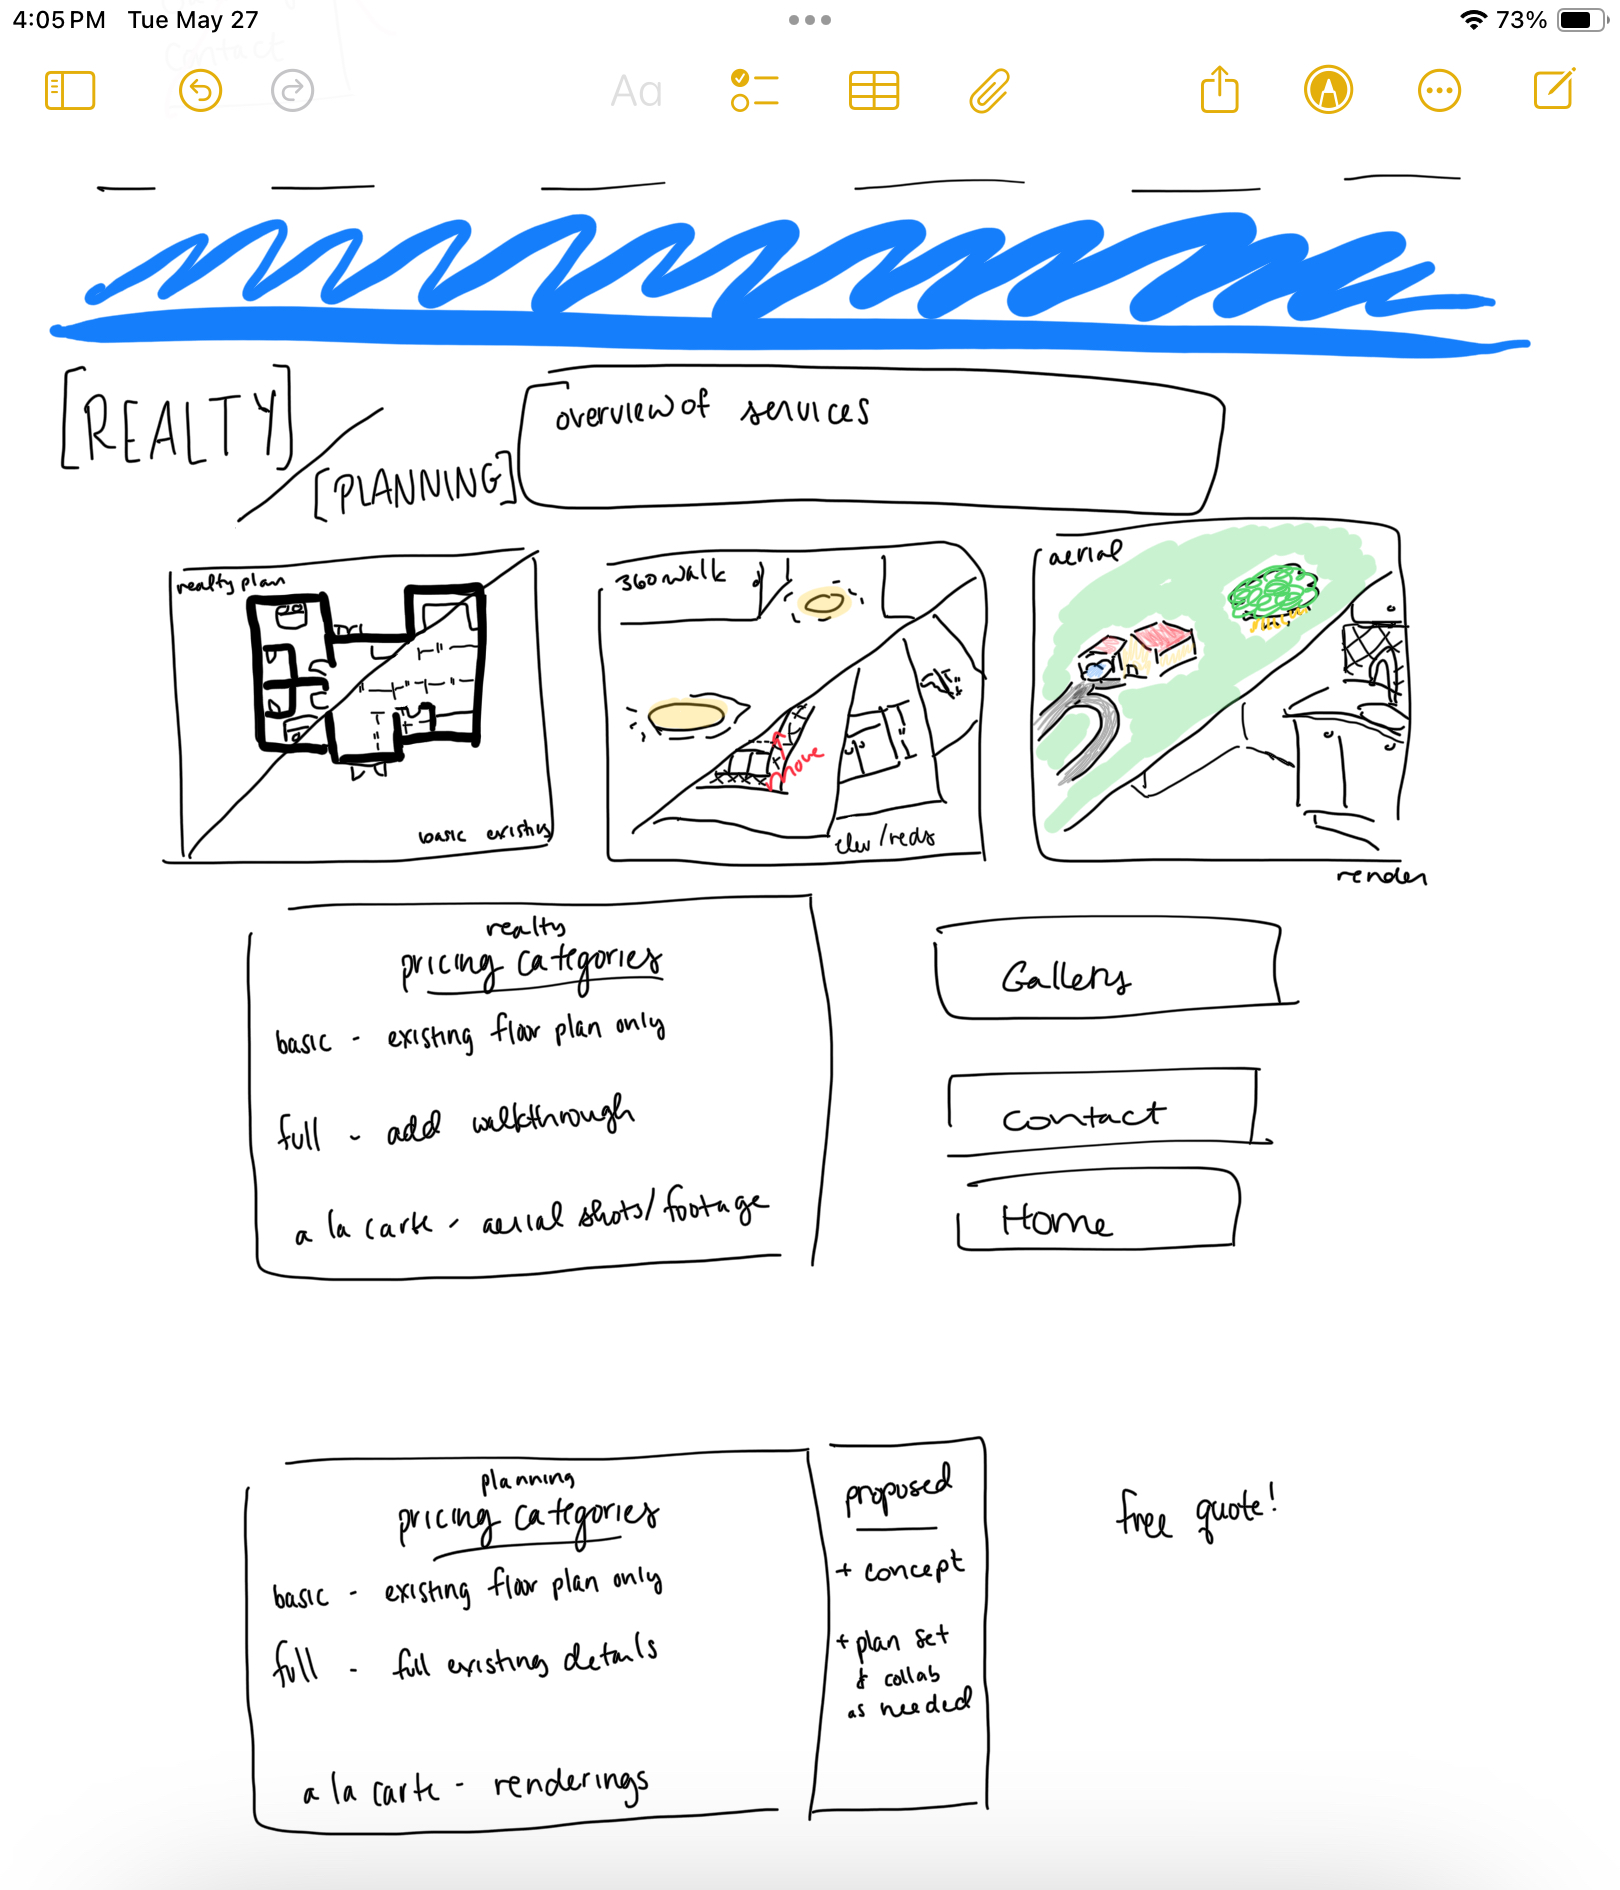 4:05 PM Tue May 27
73%
contact
Aa
[REALTY]
[PLANNING]
overview of services
realty plan
basic existing
360 walk
move
elev/reds
aerial
render
realty
pricing categories
basic - existing floor plan only
full - add walkthrough
a la carte - aerial shots/footage
Gallery
Contact
Home
planning
pricing categories
basic - existing floor plan only
full - full existing details
a la carte - renderings
proposed
+ concept
+ plan set
& collab
as needed
free quote!